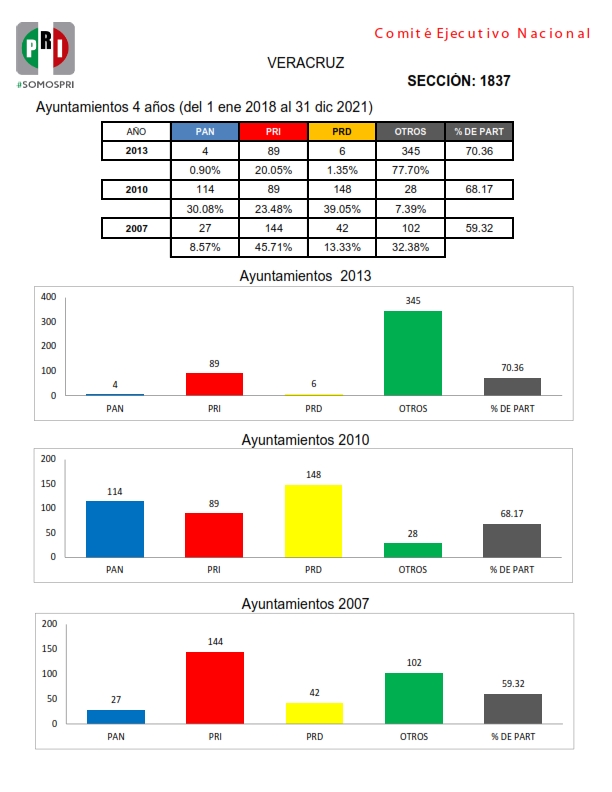 Comité Ejecutivo Nacional
PRI
#SOMOSPRI
VERACRUZ
SECCIÓN: 1837
Ayuntamientos 4 años (del 1 ene 2018 al 31 dic 2021)
AÑO PAN PRI PRD OTROS % DE PART
2013 4 89 6 345 70.36
0.90% 20.05% 1.35% 77.70%
2010 114 89 148 28 68.17
30.08% 23.48% 39.05% 7.39%
2007 27 144 42 102 59.32
8.57% 45.71% 13.33% 32.38%
Ayuntamientos 2013
400
300
200
100
0
4 89 6 345 70.36
PAN PRI PRD OTROS % DE PART
Ayuntamientos 2010
200
150
100
50
0
114 89 148 28 68.17
PAN PRI PRD OTROS % DE PART
Ayuntamientos 2007
200
150
100
50
0
27 144 42 102 59.32
PAN PRI PRD OTROS % DE PART